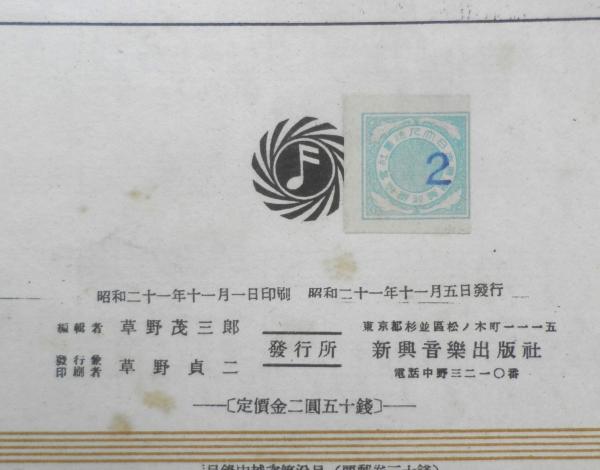 2
昭和二十一年十一月一日印刷　昭和二十一年十一月五日發行
編輯者　草野茂三郎
發行兼印刷者　草野貞二
發行所
東京都杉並區松ノ木町一一一五
新興音樂出版社
電話中野三二一〇番
〔定價金二圓五十錢〕